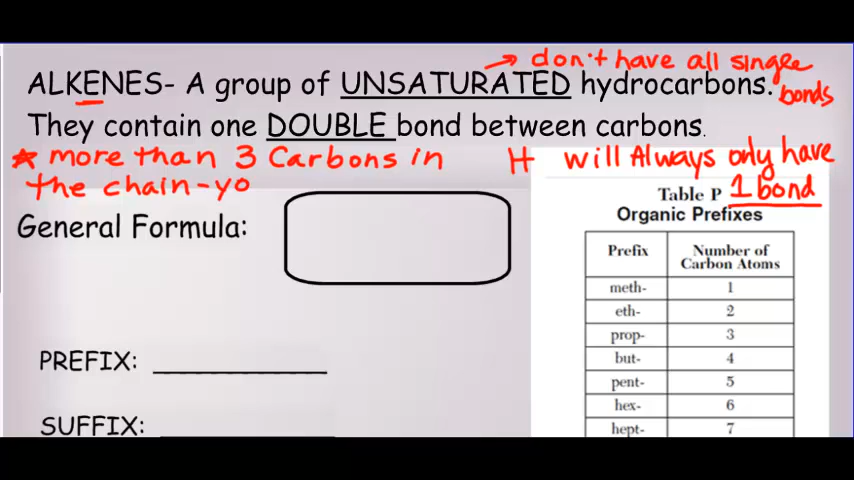 → don't have all single
ALKENES- A group of UNSATURATED hydrocarbons. bonds
They contain one DOUBLE bond between carbons.
* more than 3 Carbons in
the chain-yo
H will Always only have
1 bond
General Formula:
PREFIX:
SUFFIX:
Table P
Organic Prefixes
Prefix Number of
Carbon Atoms
meth- 1
eth- 2
prop- 3
but- 4
pent- 5
hex- 6
hept- 7